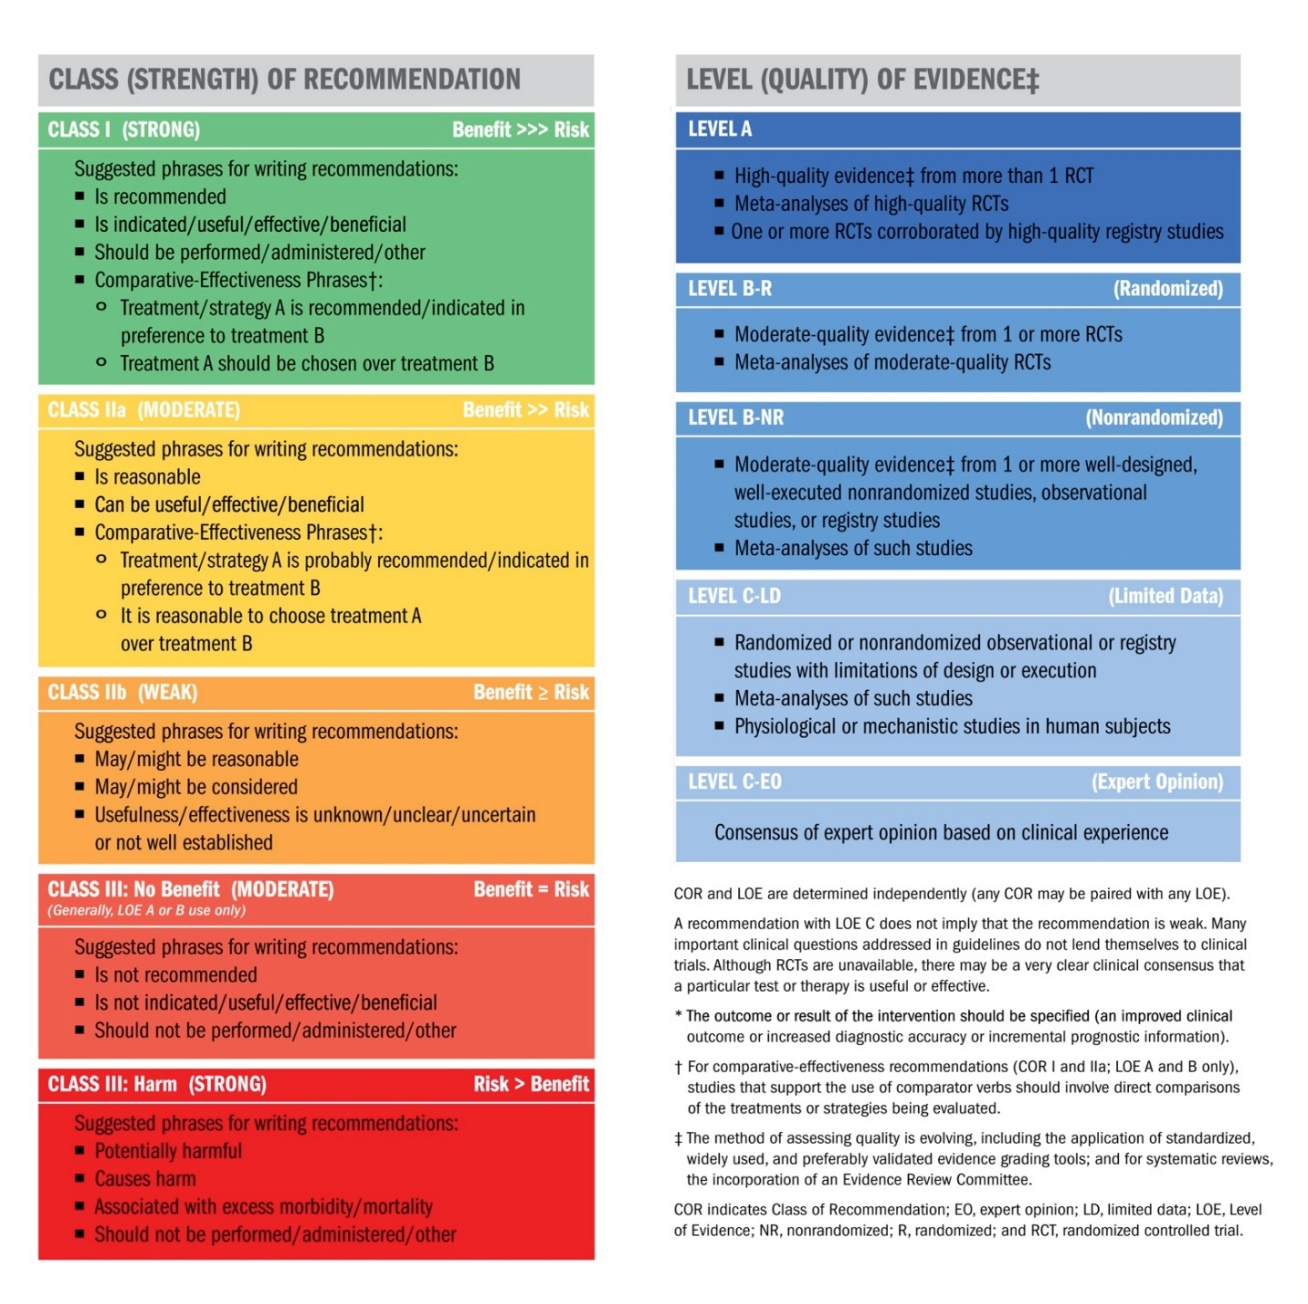 CLASS (STRENGTH) OF RECOMMENDATION
CLASS I (STRONG) Benefit >>> Risk
Suggested phrases for writing recommendations:
■ Is recommended
■ Is indicated/useful/effective/beneficial
■ Should be performed/administered/other
■ Comparative-Effectiveness Phrases†:
o Treatment/strategy A is recommended/indicated in
preference to treatment B
o Treatment A should be chosen over treatment B
CLASS IIa (MODERATE) Benefit >> Risk
Suggested phrases for writing recommendations:
■ Is reasonable
■ Can be useful/effective/beneficial
■ Comparative-Effectiveness Phrases†:
o Treatment/strategy A is probably recommended/indicated in
preference to treatment B
o It is reasonable to choose treatment A
over treatment B
CLASS IIb (WEAK) Benefit ≥ Risk
Suggested phrases for writing recommendations:
■ May/might be reasonable
■ May/might be considered
■ Usefulness/effectiveness is unknown/unclear/uncertain
or not well established
CLASS III: No Benefit (MODERATE) Benefit = Risk
(Generally, LOE A or B use only)
Suggested phrases for writing recommendations:
■ Is not recommended
■ Is not indicated/useful/effective/beneficial
■ Should not be performed/administered/other
CLASS III: Harm (STRONG) Risk > Benefit
Suggested phrases for writing recommendations:
■ Potentially harmful
■ Causes harm
■ Associated with excess morbidity/mortality
■ Should not be performed/administered/other
LEVEL (QUALITY) OF EVIDENCE‡
LEVEL A
■ High-quality evidence‡ from more than 1 RCT
■ Meta-analyses of high-quality RCTs
■ One or more RCTs corroborated by high-quality registry studies
LEVEL B-R (Randomized)
■ Moderate-quality evidence‡ from 1 or more RCTs
■ Meta-analyses of moderate-quality RCTs
LEVEL B-NR (Nonrandomized)
■ Moderate-quality evidence‡ from 1 or more well-designed,
well-executed nonrandomized studies, observational
studies, or registry studies
■ Meta-analyses of such studies
LEVEL C-LD (Limited Data)
■ Randomized or nonrandomized observational or registry
studies with limitations of design or execution
■ Meta-analyses of such studies
■ Physiological or mechanistic studies in human subjects
LEVEL C-EO (Expert Opinion)
Consensus of expert opinion based on clinical experience
COR and LOE are determined independently (any COR may be paired with any LOE).
A recommendation with LOE C does not imply that the recommendation is weak. Many
important clinical questions addressed in guidelines do not lend themselves to clinical
trials. Although RCTs are unavailable, there may be a very clear clinical consensus that
a particular test or therapy is useful or effective.
* The outcome or result of the intervention should be specified (an improved clinical
outcome or increased diagnostic accuracy or incremental prognostic information).
† For comparative-effectiveness recommendations (COR I and IIa; LOE A and B only),
studies that support the use of comparator verbs should involve direct comparisons
of the treatments or strategies being evaluated.
‡ The method of assessing quality is evolving, including the application of standardized,
widely used, and preferably validated evidence grading tools; and for systematic reviews,
the incorporation of an Evidence Review Committee.
COR indicates Class of Recommendation; EO, expert opinion; LD, limited data; LOE, Level
of Evidence; NR, nonrandomized; R, randomized; and RCT, randomized controlled trial.